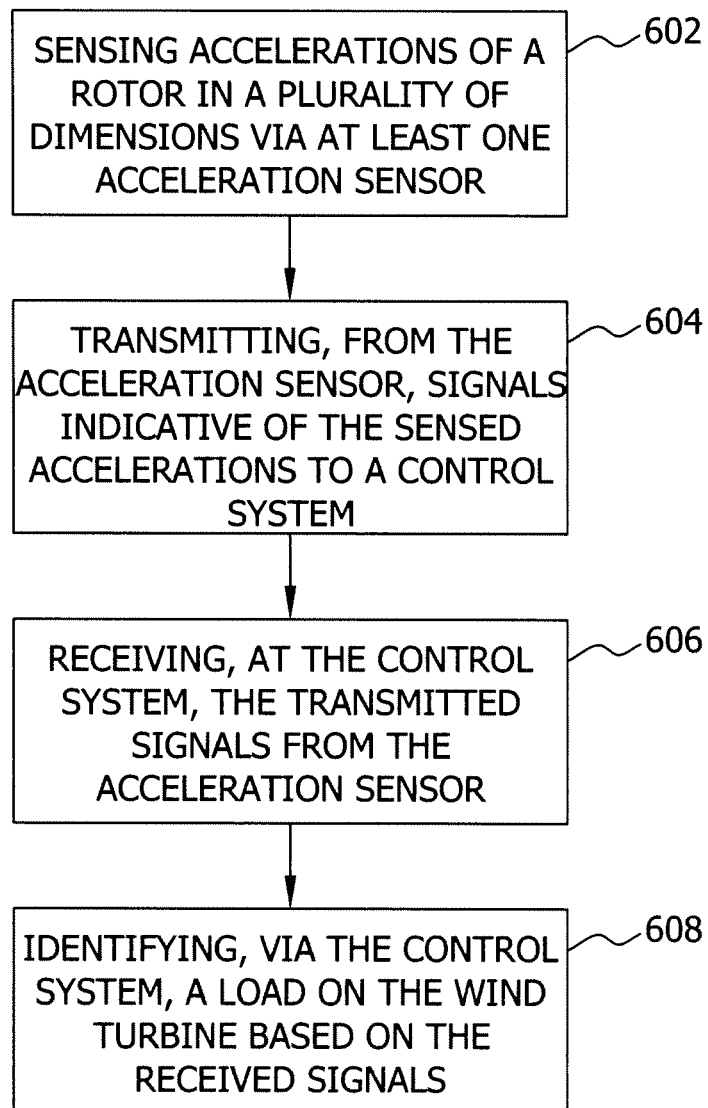 SENSING ACCELERATIONS OF A
ROTOR IN A PLURALITY OF
DIMENSIONS VIA AT LEAST ONE
ACCELERATION SENSOR
602
TRANSMITTING, FROM THE
ACCELERATION SENSOR, SIGNALS
INDICATIVE OF THE SENSED
ACCELERATIONS TO A CONTROL
SYSTEM
604
RECEIVING, AT THE CONTROL
SYSTEM, THE TRANSMITTED
SIGNALS FROM THE
ACCELERATION SENSOR
606
IDENTIFYING, VIA THE CONTROL
SYSTEM, A LOAD ON THE WIND
TURBINE BASED ON THE
RECEIVED SIGNALS
608